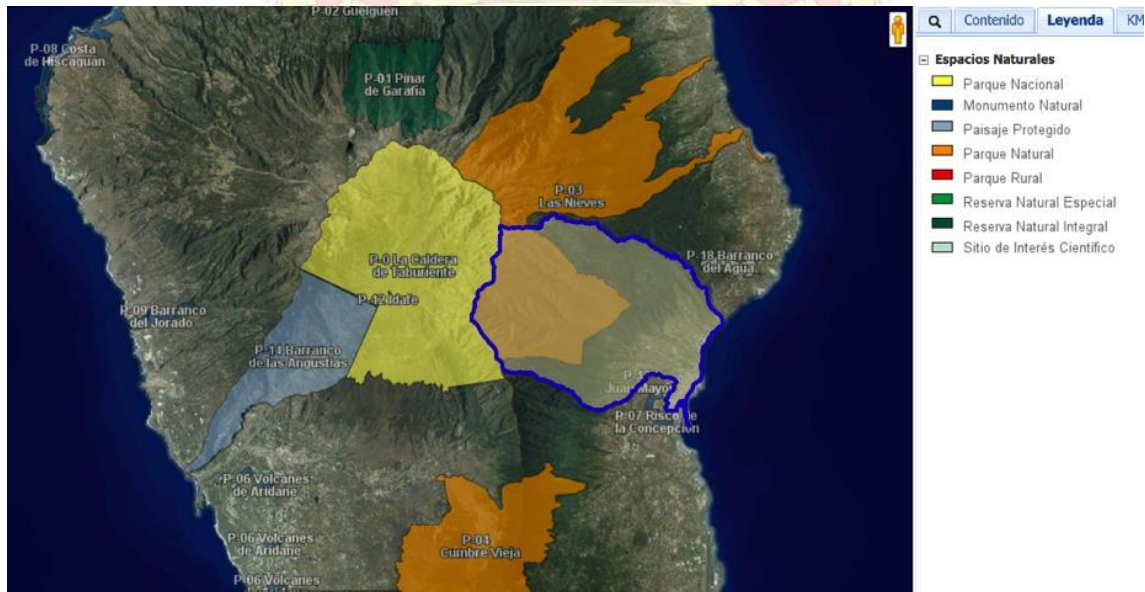 P-02 Guelguen
P-08 Costa
de Hiscaguan
P-01 Pinar
de Garafia
P-03
Las Nieves
P-18 Barranco
del Agua
P-0 La Caldera
de Taburiente
P-12 Idafe
P-09 Barranco
del Jorado
P-14 Barranco
de las Angustias
Juan Mayor
P-07 Risco de
la Concepción
P-06 Volcanes
de Aridane
P-04
Cumbre Vieja
P-06 Volcanes
de Aridane
P-06 Volcanes
Contenido
Leyenda
KM
Espacios Naturales
Parque Nacional
Monumento Natural
Paisaje Protegido
Parque Natural
Parque Rural
Reserva Natural Especial
Reserva Natural Integral
Sitio de Interés Científico